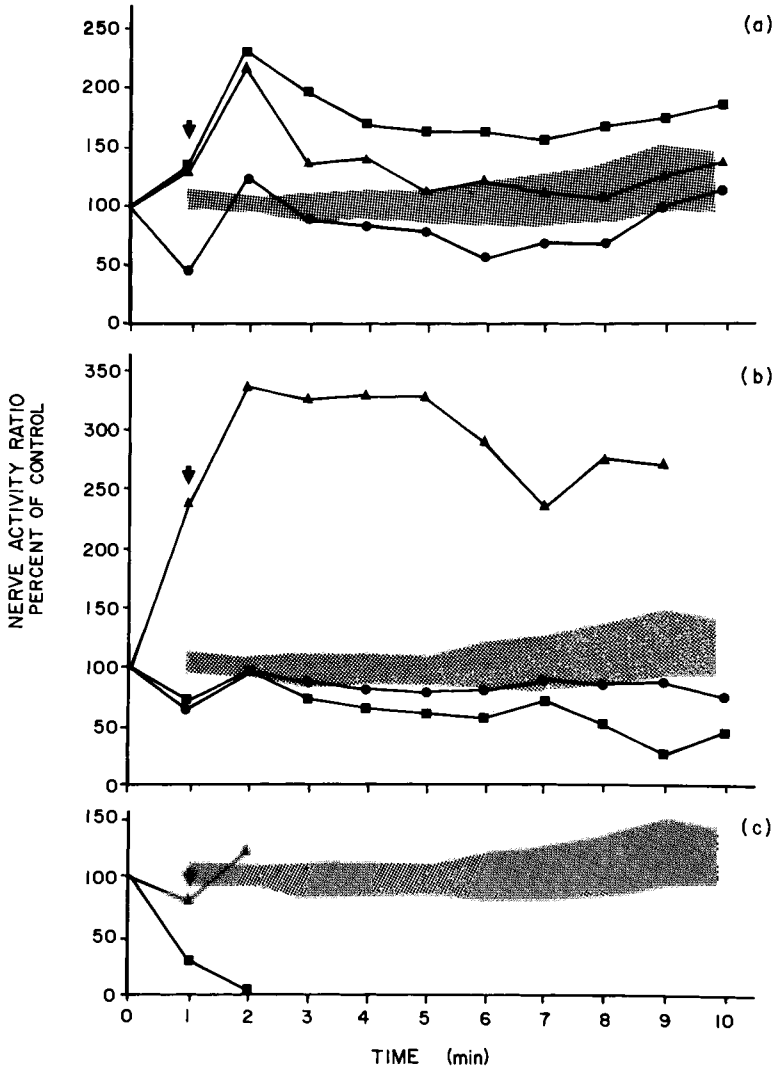 (a)
250
200
150
100
50
0
(b)
350
300
250
200
150
100
50
0
NERVE ACTIVITY RATIO
PERCENT OF CONTROL
(c)
150
100
50
0
0 1 2 3 4 5 6 7 8 9 10
TIME (min)